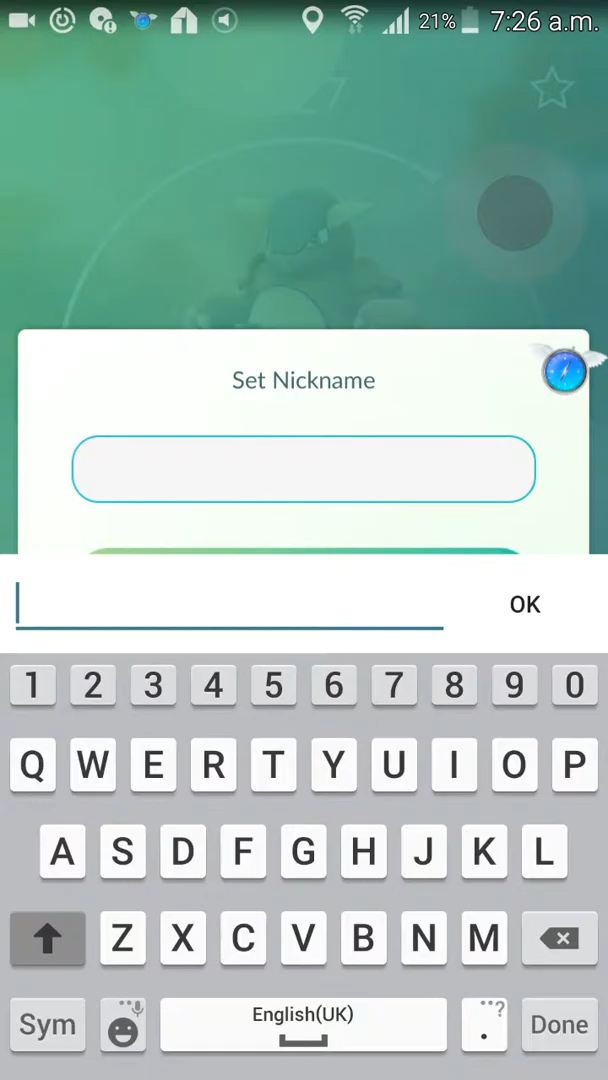 21% 7:26 a.m.
Set Nickname
OK
1 2 3 4 5 6 7 8 9 0
Q W E R T Y U I O P
A S D F G H J K L
Z X C V B N M
Sym English(UK) . ? Done